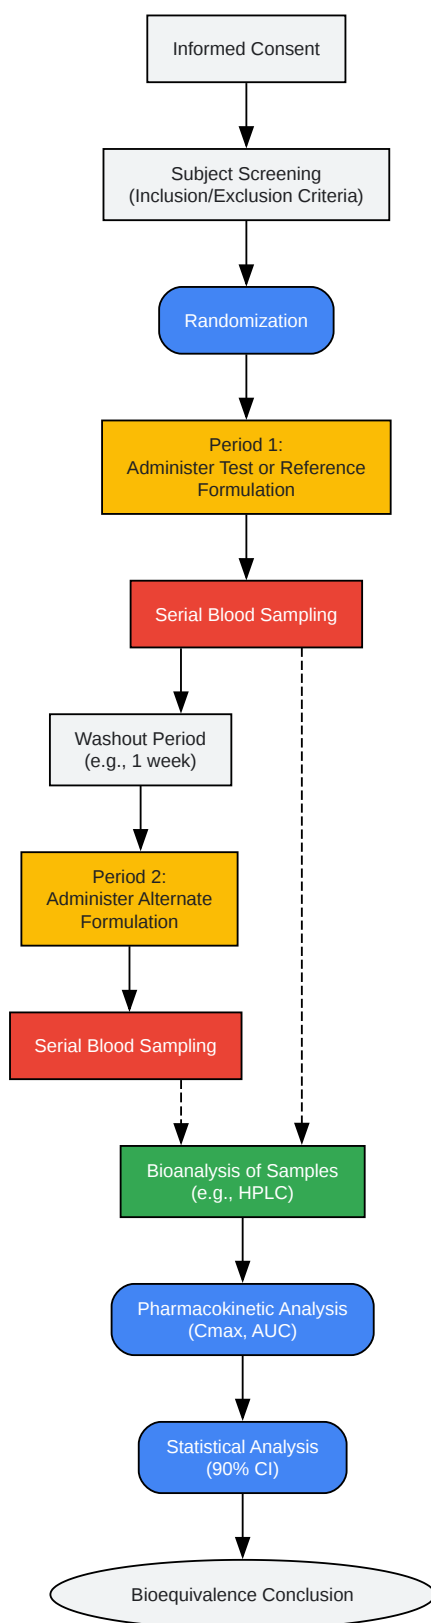 Informed Consent
Subject Screening
(Inclusion/Exclusion Criteria)
Randomization
Period 1:
Administer Test or Reference
Formulation
Serial Blood Sampling
Washout Period
(e.g., 1 week)
Period 2:
Administer Alternate
Formulation
Serial Blood Sampling
Bioanalysis of Samples
(e.g., HPLC)
Pharmacokinetic Analysis
(Cmax, AUC)
Statistical Analysis
(90% CI)
Bioequivalence Conclusion